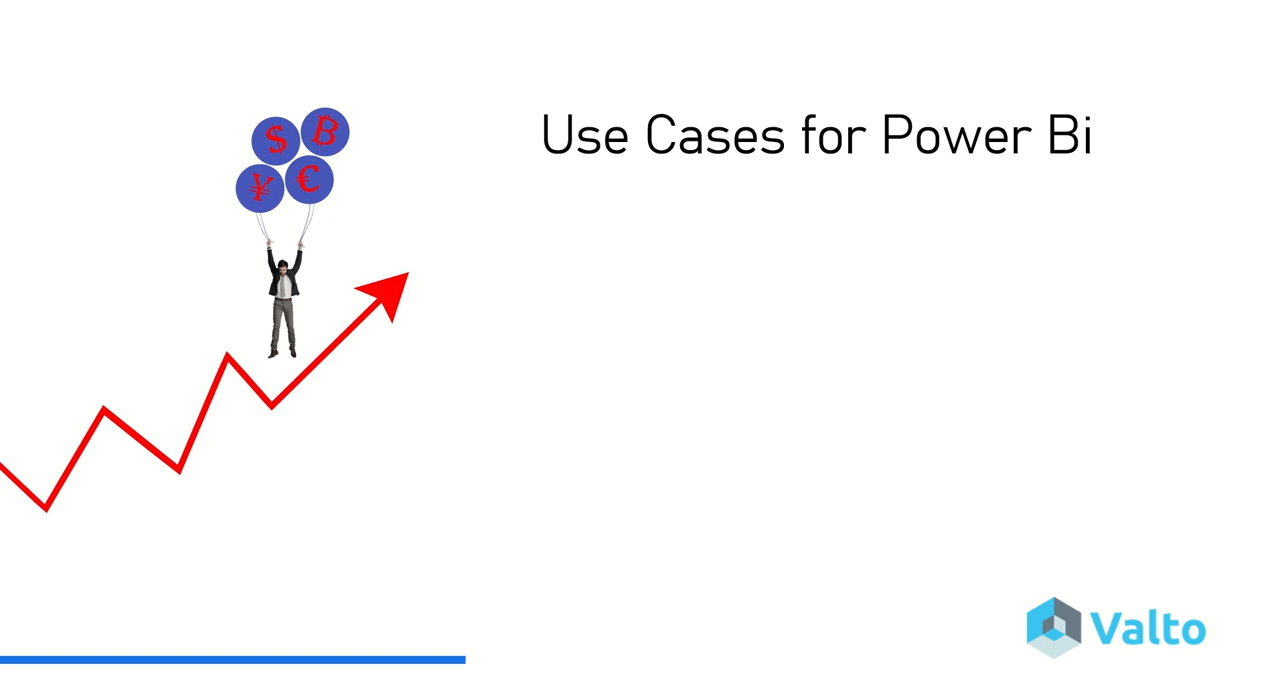 Use Cases for Power Bi
$
₿
¥
€
Valto